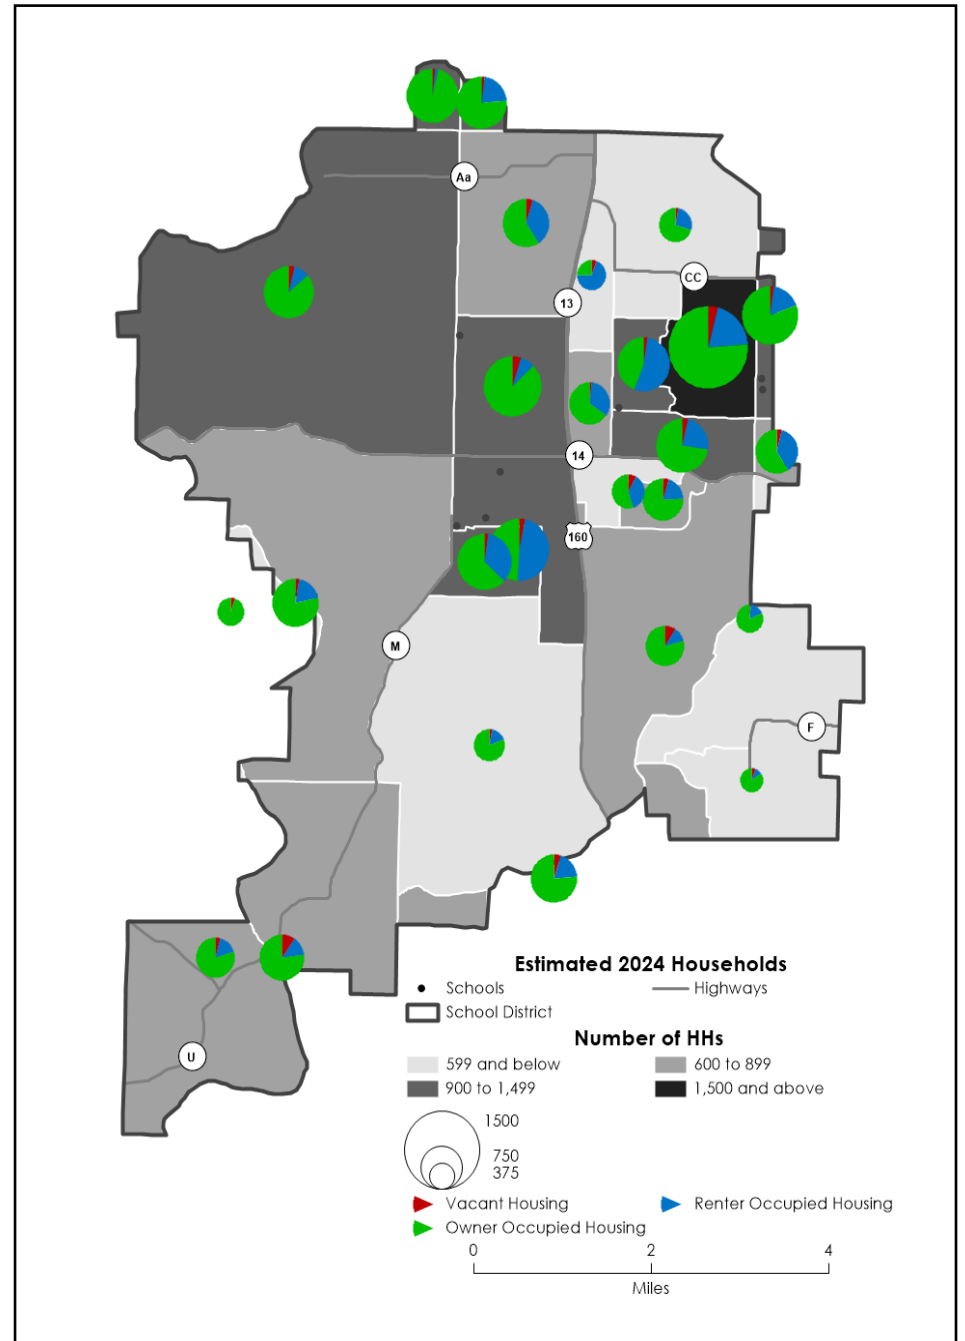 Aa
CC
13
14
160
M
F
U
Estimated 2024 Households
Schools
Highways
School District
Number of HHs
599 and below
600 to 899
900 to 1,499
1,500 and above
1500
750
375
Vacant Housing
Renter Occupied Housing
Owner Occupied Housing
0 2 4
Miles